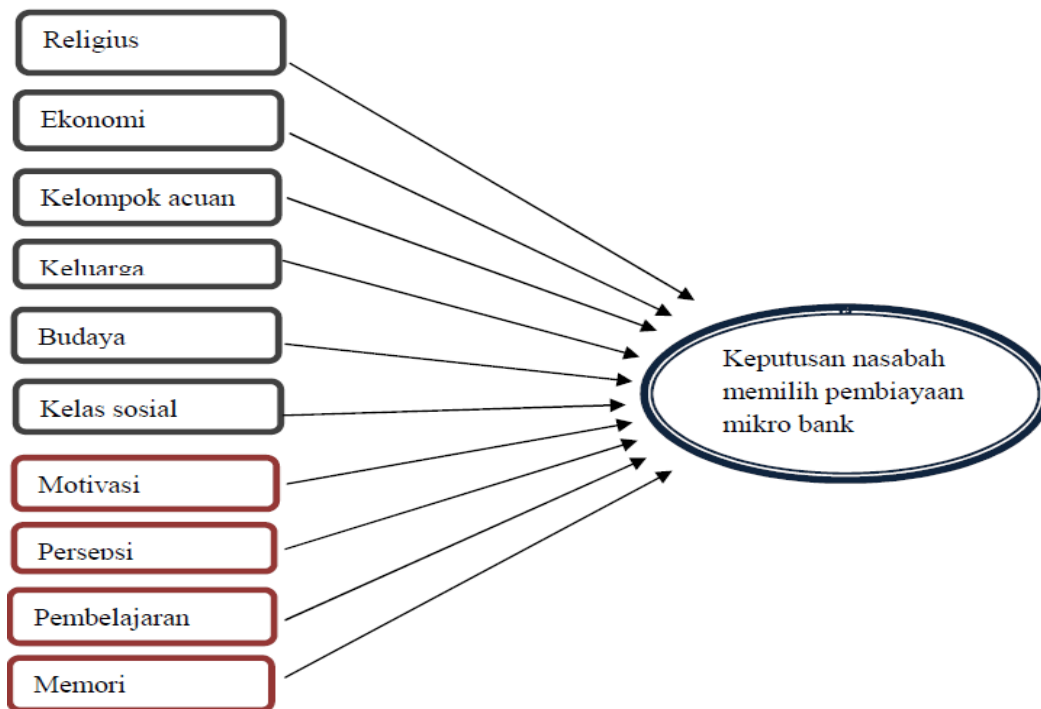 Religius
Ekonomi
Kelompok acuan
Keluarga
Budaya
Kelas sosial
Motivasi
Persepsi
Pembelajaran
Memori
Keputusan nasabah
memilih pembiayaan
mikro bank